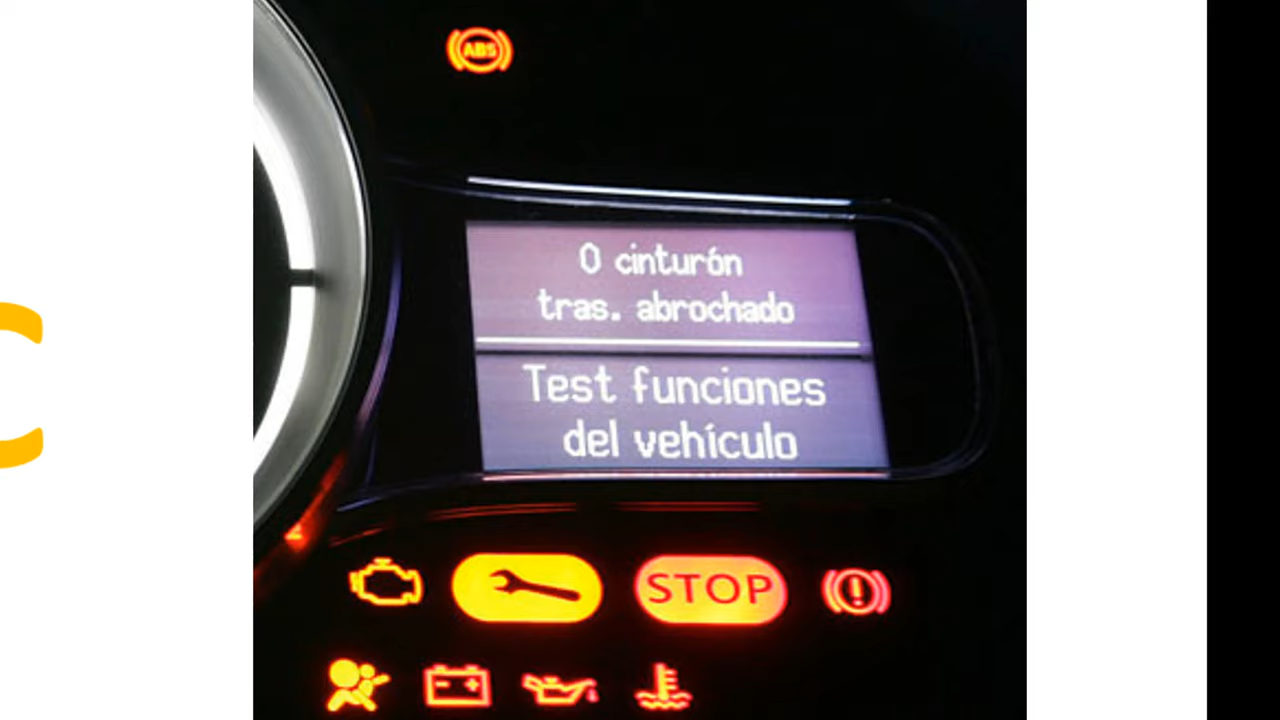 ABS
0 cinturón
tras. abrochado
Test funciones
del vehículo
STOP